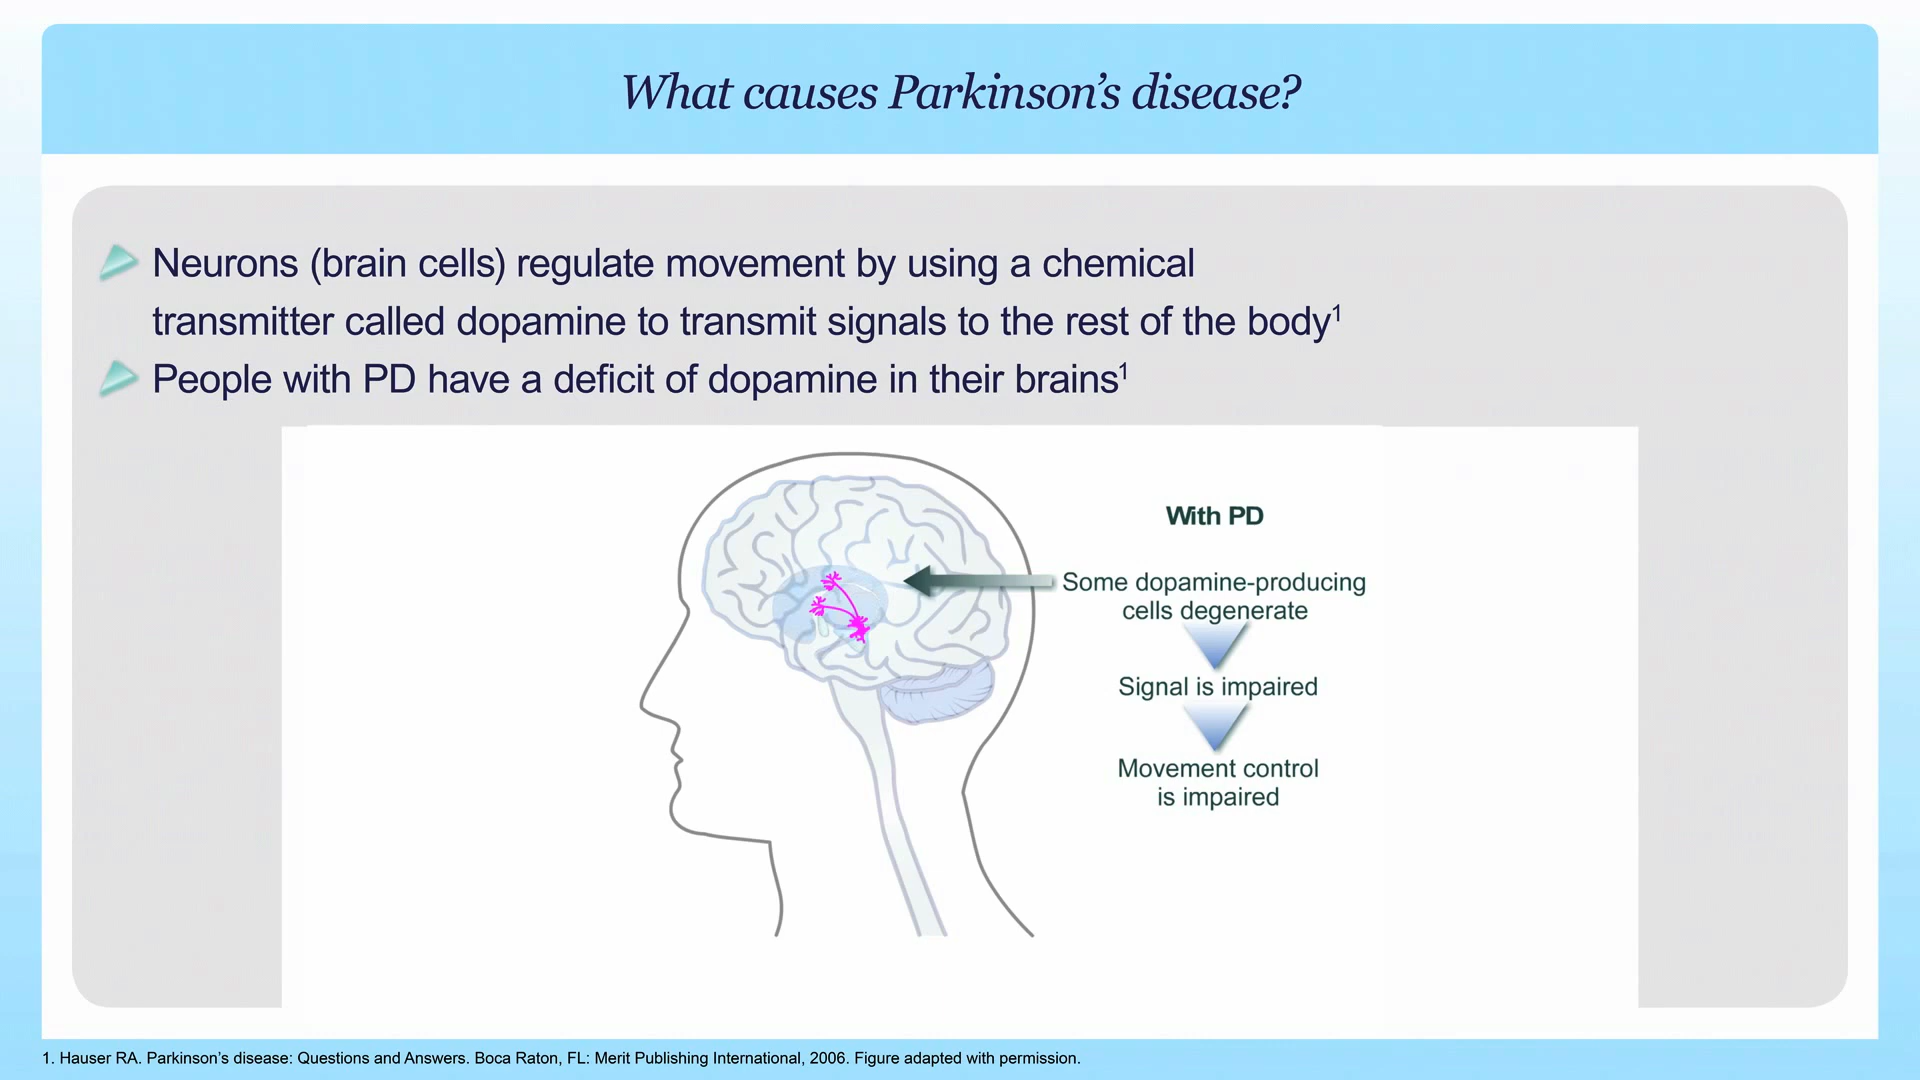 What causes Parkinson's disease?
Neurons (brain cells) regulate movement by using a chemical
transmitter called dopamine to transmit signals to the rest of the body¹
People with PD have a deficit of dopamine in their brains¹
With PD
Some dopamine-producing
cells degenerate
Signal is impaired
Movement control
is impaired
1. Hauser RA. Parkinson's disease: Questions and Answers. Boca Raton, FL: Merit Publishing International, 2006. Figure adapted with permission.